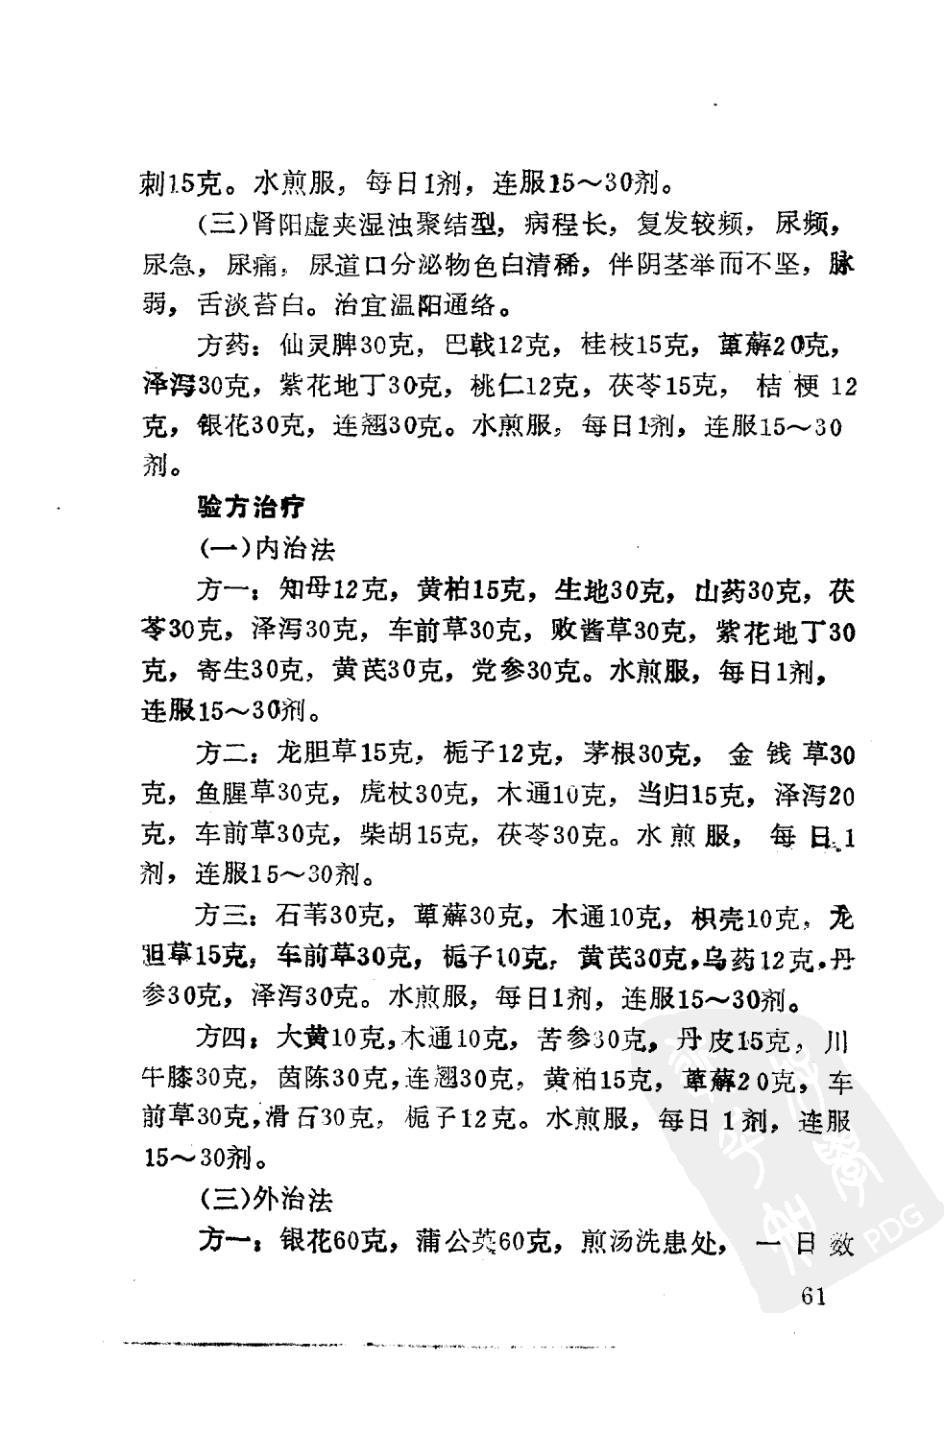 刺15克。水煎服，每日1剂，连服15～30剂。
(三)肾阳虚夹湿浊聚结型，病程长，复发较频，尿频，
尿急，尿痛，尿道口分泌物色白清稀，伴阴茎举而不坚，脉
弱，舌淡苔白。治宜温阳通络。
方药：仙灵脾30克，巴戟12克，桂枝15克，萆薢20克，
泽泻30克，紫花地丁30克，桃仁12克，茯苓15克，桔梗12
克，银花30克，连翘30克。水煎服，每日1剂，连服15～30
剂。
验方治疗
(一)内治法
方一：知母12克，黄柏15克，生地30克，山药30克，茯
苓30克，泽泻30克，车前草30克，败酱草30克，紫花地丁30
克，寄生30克，黄芪30克，党参30克。水煎服，每日1剂，
连服15～30剂。
方二：龙胆草15克，栀子12克，茅根30克，金钱草30
克，鱼腥草30克，虎杖30克，木通10克，当归15克，泽泻20
克，车前草30克，柴胡15克，茯苓30克。水煎服，每日1
剂，连服15～30剂。
方三：石苇30克，萆薢30克，木通10克，枳壳10克，龙
胆草15克，车前草30克，栀子10克，黄芪30克，乌药12克，丹
参30克，泽泻30克。水煎服，每日1剂，连服15～30剂。
方四：大黄10克，木通10克，苦参30克，丹皮15克，川
牛膝30克，茵陈30克，连翘30克，黄柏15克，萆薢20克，车
前草30克，滑石30克，栀子12克。水煎服，每日1剂，连服
15～30剂。
(三)外治法
方一：银花60克，蒲公英60克，煎汤洗患处，一日数
PDG
61